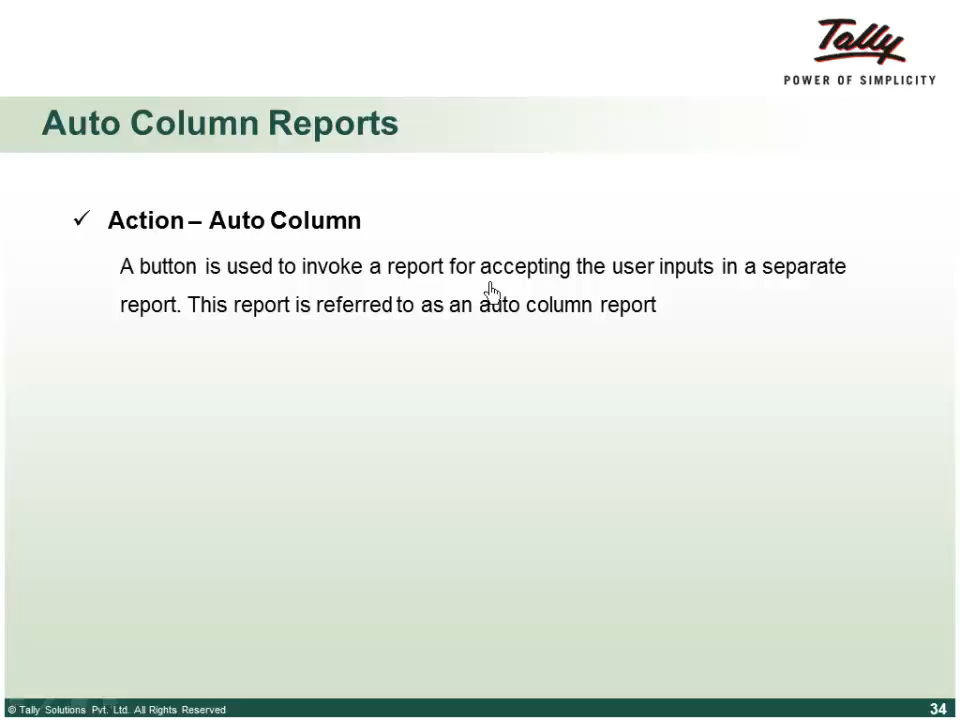 Tally
POWER OF SIMPLICITY
Auto Column Reports
✓ Action – Auto Column
A button is used to invoke a report for accepting the user inputs in a separate
report. This report is referred to as an auto column report
© Tally Solutions Pvt. Ltd. All Rights Reserved
34